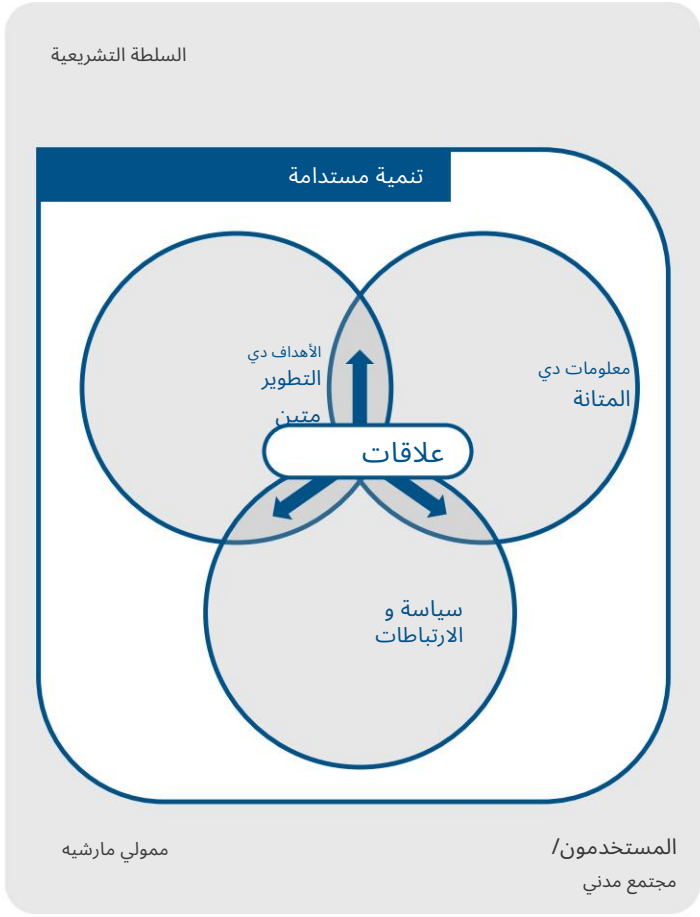 السلطة التشريعية
تنمية مستدامة
الأهداف دي
التطوير
متين
معلومات دي
المتانة
علاقات
سياسة و
الارتباطات
المستخدمون/
مجتمع مدني
ممولي مارشيه